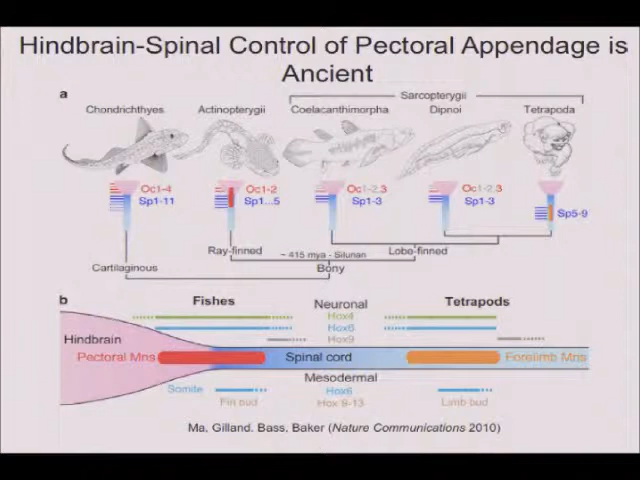 Hindbrain-Spinal Control of Pectoral Appendage is
Ancient
a
Sarcopterygii
Chondrichthyes Actinopterygii Coelacanthimorpha Dipnoi Tetrapoda
Oc1-4 Oc1-2 Oc1-2,3 Oc1-2,3
Sp1-11 Sp1...5 Sp1-3 Sp1-3 Sp5-9
Ray-finned ~ 415 mya - Silunan Lobo-finned
Cartilaginous Bony
b Fishes Neuronal Tetrapods
Hox4
Hox6
Hox9
Hindbrain
Pectoral Mns Spinal cord Forelimb Mns
Mesodermal
Somite Hox6
Fin bud Hox 9-13 Limb bud
Ma, Gilland, Bass, Baker (Nature Communications 2010)